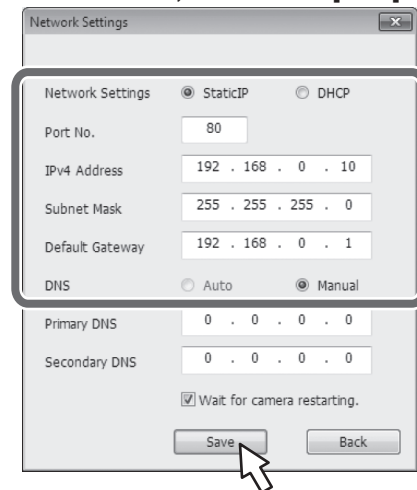 Network Settings
Network Settings StaticIP DHCP
Port No. 80
IPv4 Address 192 . 168 . 0 . 10
Subnet Mask 255 . 255 . 255 . 0
Default Gateway 192 . 168 . 0 . 1
DNS Auto Manual
Primary DNS 0 . 0 . 0 . 0
Secondary DNS 0 . 0 . 0 . 0
Wait for camera restarting.
Save Back